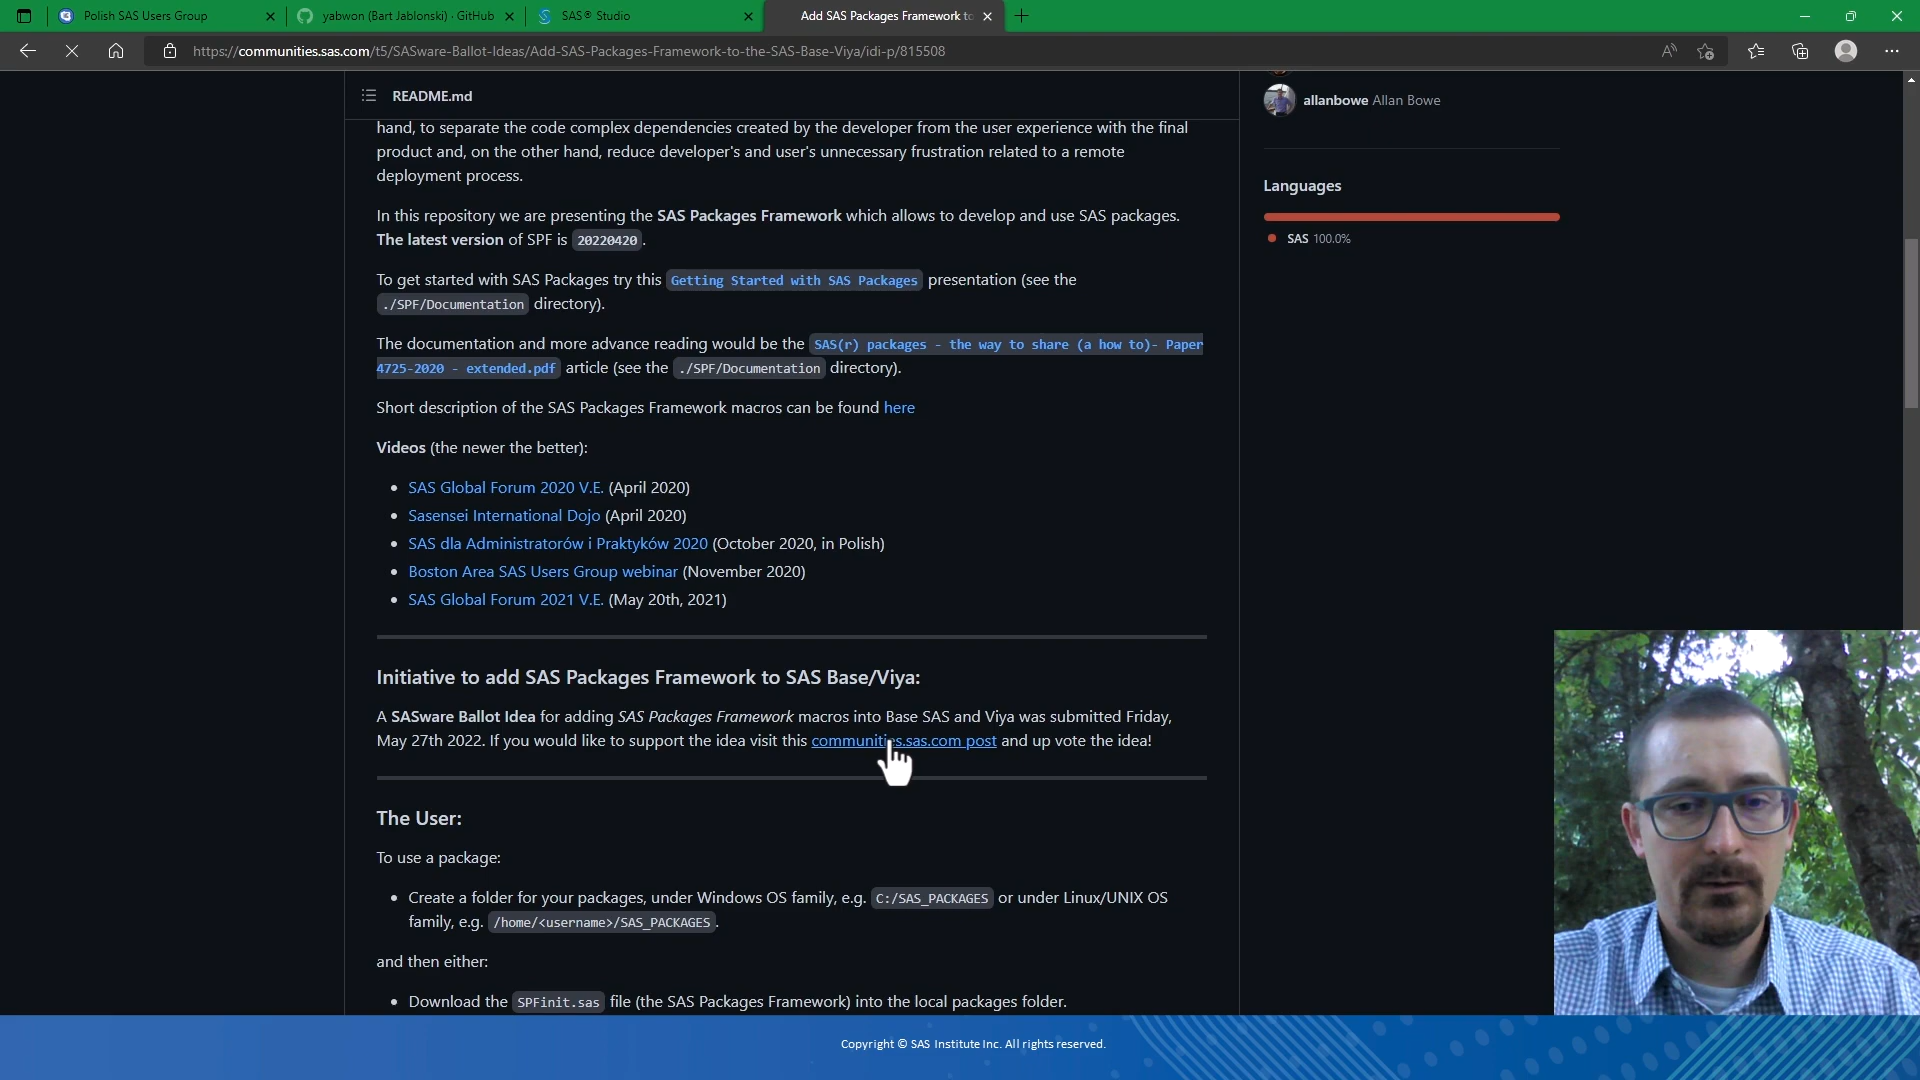 Polish SAS Users Group
yabwon (Bart Jablonski) · GitHub
SAS® Studio
Add SAS Packages Framework to
https://communities.sas.com/t5/SASware-Ballot-Ideas/Add-SAS-Packages-Framework-to-the-SAS-Base-Viya/idi-p/815508
README.md
hand, to separate the code complex dependencies created by the developer from the user experience with the final
product and, on the other hand, reduce developer's and user's unnecessary frustration related to a remote
deployment process.
In this repository we are presenting the SAS Packages Framework which allows to develop and use SAS packages.
The latest version of SPF is 20220420.
To get started with SAS Packages try this Getting Started with SAS Packages presentation (see the
./SPF/Documentation directory).
The documentation and more advance reading would be the SAS(r) packages - the way to share (a how to)- Paper
4725-2020 - extended.pdf article (see the ./SPF/Documentation directory).
Short description of the SAS Packages Framework macros can be found here
Videos (the newer the better):
• SAS Global Forum 2020 V.E. (April 2020)
• Sasensei International Dojo (April 2020)
• SAS dla Administratorów i Praktyków 2020 (October 2020, in Polish)
• Boston Area SAS Users Group webinar (November 2020)
• SAS Global Forum 2021 V.E. (May 20th, 2021)
Initiative to add SAS Packages Framework to SAS Base/Viya:
A SASware Ballot Idea for adding SAS Packages Framework macros into Base SAS and Viya was submitted Friday,
May 27th 2022. If you would like to support the idea visit this communities.sas.com post and up vote the idea!
The User:
To use a package:
• Create a folder for your packages, under Windows OS family, e.g. C:/SAS_PACKAGES or under Linux/UNIX OS
family, e.g. /home/<username>/SAS_PACKAGES.
and then either:
• Download the SPFinit.sas file (the SAS Packages Framework) into the local packages folder.
allanbowe Allan Bowe
Languages
SAS 100.0%
Copyright © SAS Institute Inc. All rights reserved.